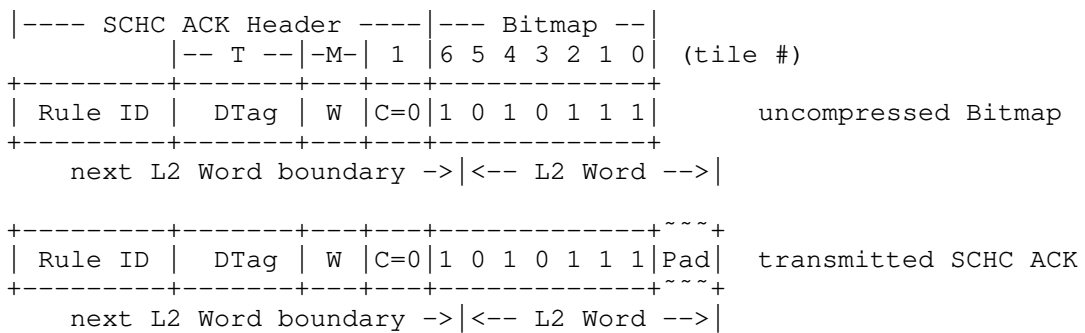 |---- SCHC ACK Header ----|--- Bitmap --|
         |-- T --|-M-| 1 |6 5 4 3 2 1 0| (tile #)
+---------+-------+---+---+-------------+
| Rule ID |  DTag | W |C=0|1 0 1 0 1 1 1|      uncompressed Bitmap
+---------+-------+---+---+-------------+
   next L2 Word boundary ->|<-- L2 Word -->|

+---------+-------+---+---+-------------+~~~+
| Rule ID |  DTag | W |C=0|1 0 1 0 1 1 1|Pad|  transmitted SCHC ACK
+---------+-------+---+---+-------------+~~~+
   next L2 Word boundary ->|<-- L2 Word -->|